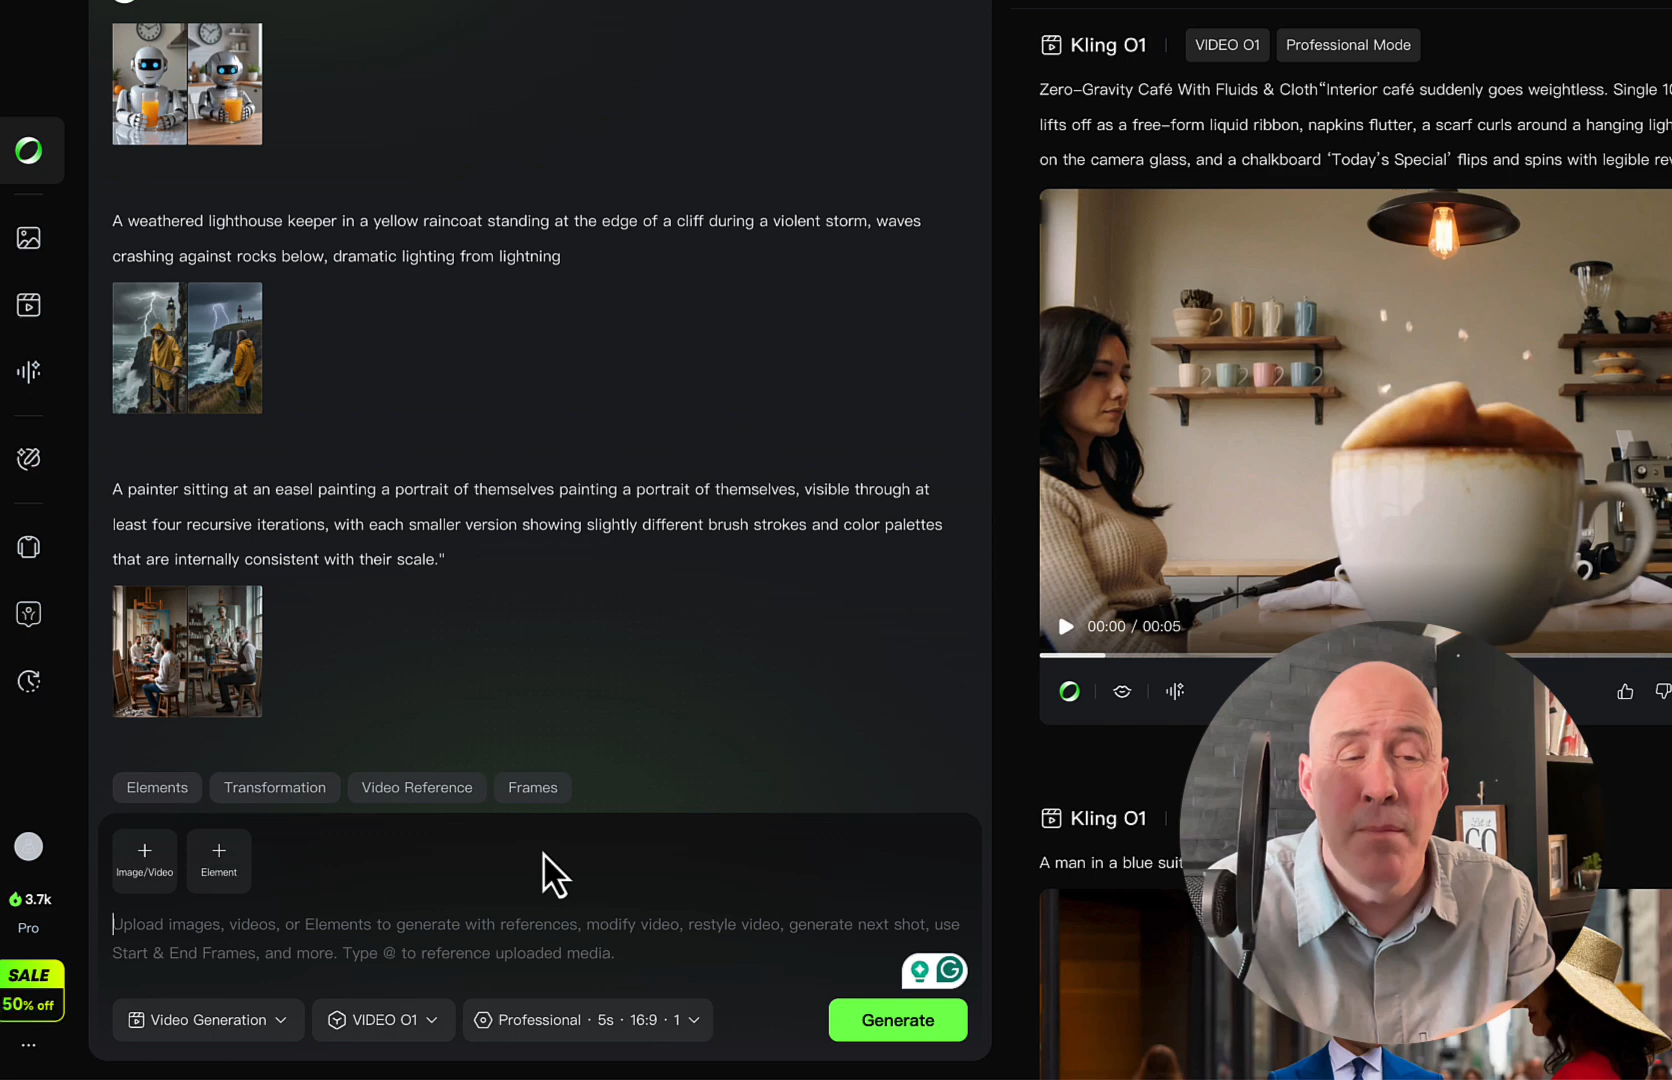 A weathered lighthouse keeper in a yellow raincoat standing at the edge of a cliff during a violent storm, waves
crashing against rocks below, dramatic lighting from lightning
A painter sitting at an easel painting a portrait of themselves painting a portrait of themselves, visible through at
least four recursive iterations, with each smaller version showing slightly different brush strokes and color palettes
that are internally consistent with their scale."
Elements
Transformation
Video Reference
Frames
Image/Video
Element
Upload images, videos, or Elements to generate with references, modify video, restyle video, generate next shot, use
Start & End Frames, and more. Type @ to reference uploaded media.
Video Generation
VIDEO O1
Professional · 5s · 16:9 · 1
Generate
3.7k
Pro
SALE
50% off
Kling O1
VIDEO O1
Professional Mode
Zero-Gravity Café With Fluids & Cloth“Interior café suddenly goes weightless. Single
lifts off as a free-form liquid ribbon, napkins flutter, a scarf curls around a hanging
on the camera glass, and a chalkboard ‘Today’s Special’ flips and spins with legible
00:00 / 00:05
Kling O1
A man in a blue suit